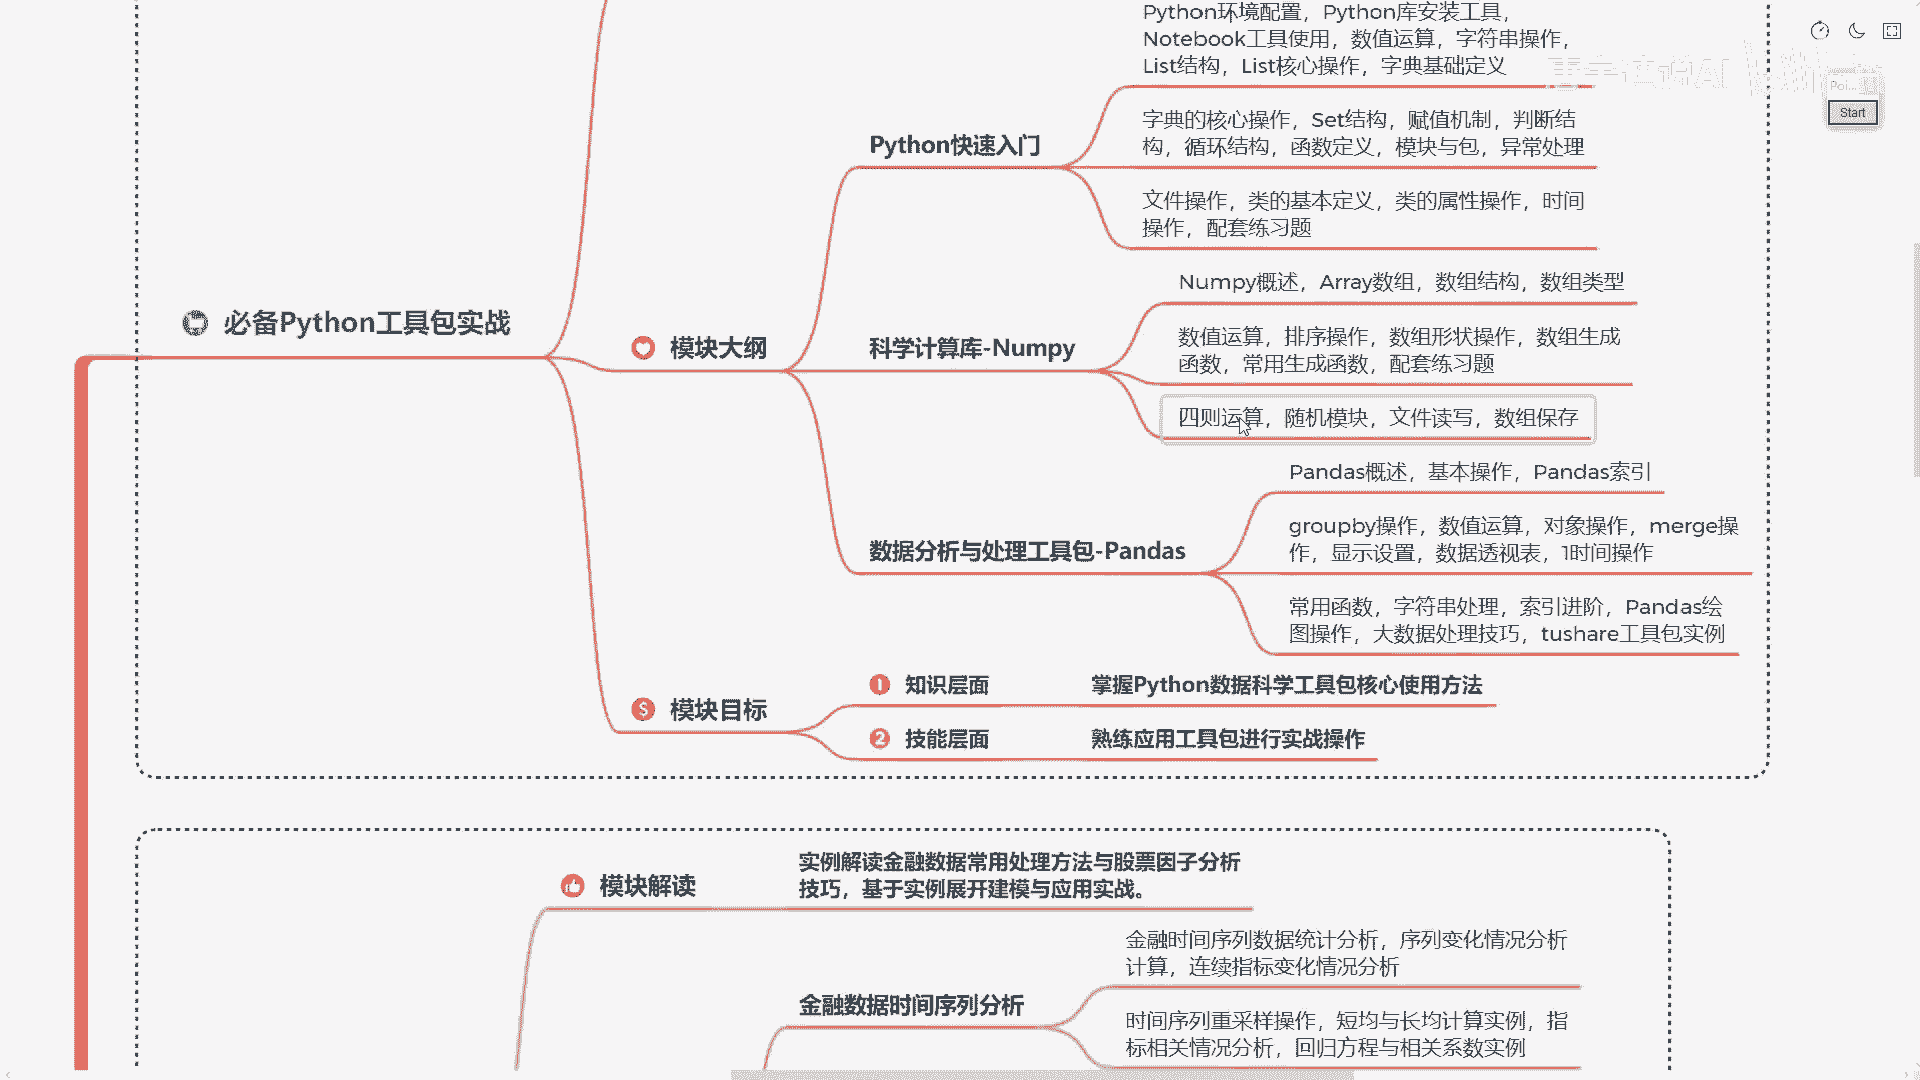 Python环境配置，Python库安装工具，
Notebook工具使用，数值运算，字符串操作，
List结构，List核心操作，字典基础定义
Poi...
Start
Python快速入门
字典的核心操作，Set结构，赋值机制，判断结
构，循环结构，函数定义，模块与包，异常处理
文件操作，类的基本定义，类的属性操作，时间
操作，配套练习题
必备Python工具包实战
模块大纲
科学计算库-Numpy
Numpy概述，Array数组，数组结构，数组类型
数值运算，排序操作，数组形状操作，数组生成
函数，常用生成函数，配套练习题
四则运算，随机模块，文件读写，数组保存
数据分析与处理工具包-Pandas
Pandas概述，基本操作，Pandas索引
groupby操作，数值运算，对象操作，merge操
作，显示设置，数据透视表，1时间操作
常用函数，字符串处理，索引进阶，Pandas绘
图操作，大数据处理技巧，tushare工具包实例
模块目标
1 知识层面 掌握Python数据科学工具包核心使用方法
2 技能层面 熟练应用工具包进行实战操作
模块解读
实例解读金融数据常用处理方法与股票因子分析
技巧，基于实例展开建模与应用实战。
金融数据时间序列分析
金融时间序列数据统计分析，序列变化情况分析
计算，连续指标变化情况分析
时间序列重采样操作，短均与长均计算实例，指
标相关情况分析，回归方程与相关系数实例